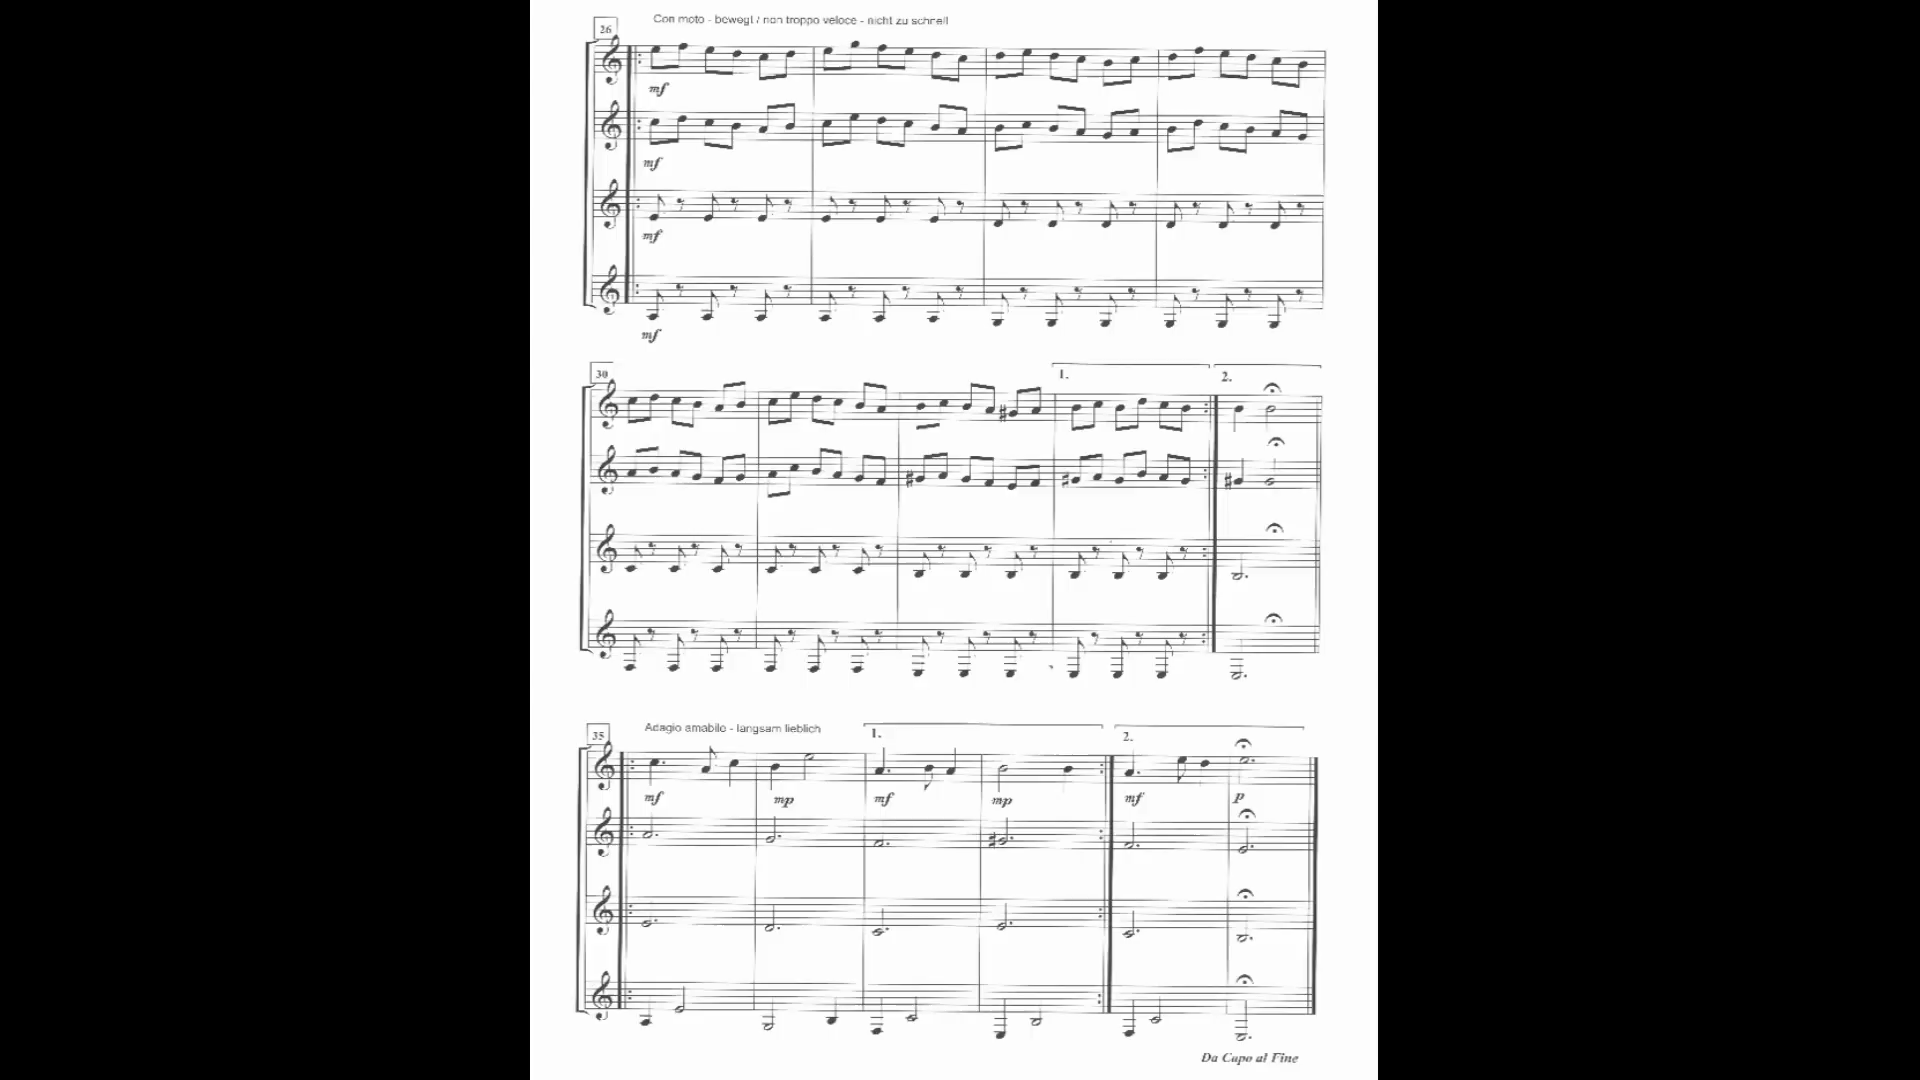 Con moto - bewegt / non troppo veloce - nicht zu schnell
26
mf
mf
mf
mf
30
1.
2.
35
Adagio amabile - langsam lieblich
1.
2.
mf mp mf mp mf p
Da Capo al Fine